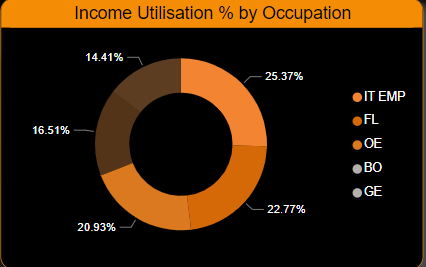 Income Utilisation % by Occupation
14.41%
25.37%
IT EMP
FL
16.51%
OE
BO
GE
22.77%
20.93%